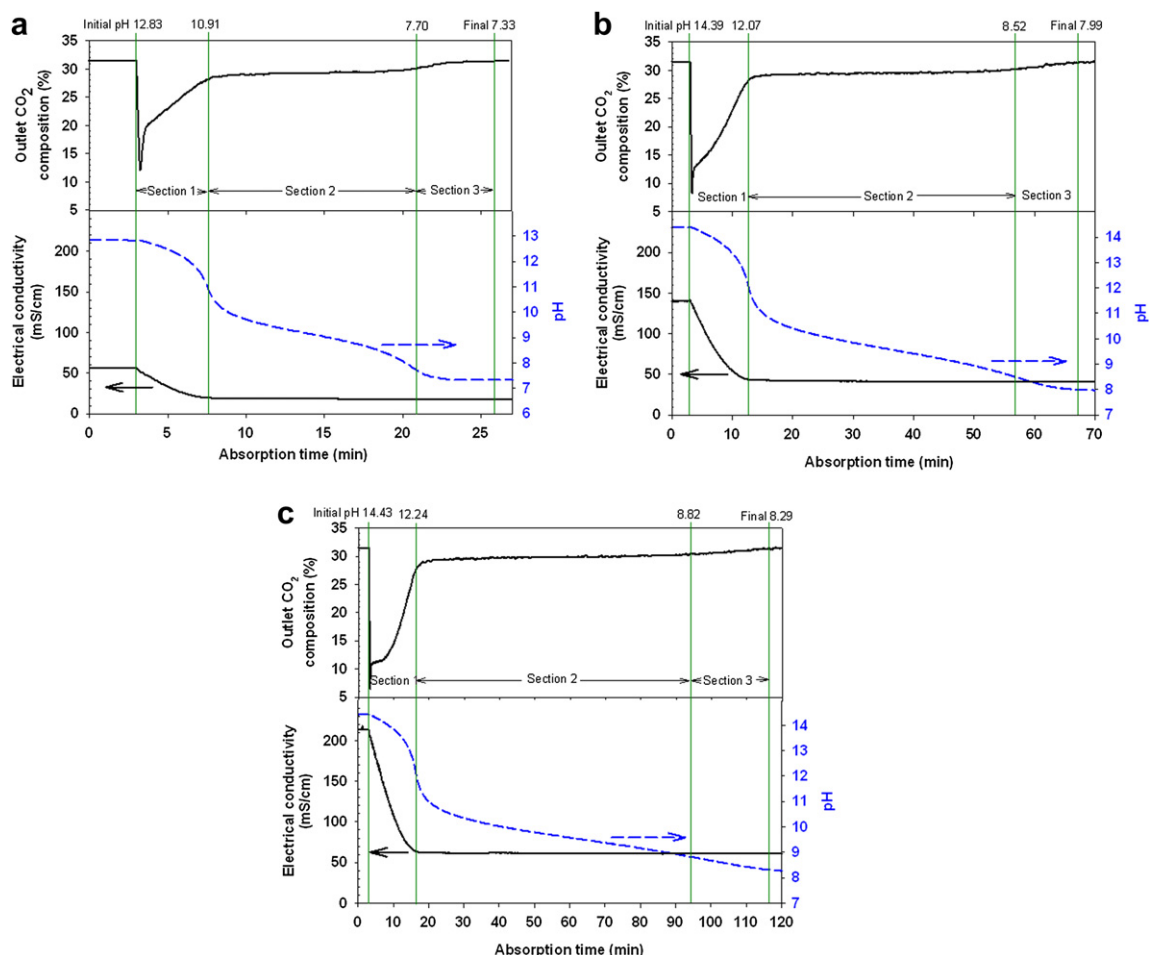 a
Initial pH 12.83 10.91 7.70 Final 7.33
35
30
25
20
15
10
5
Outlet CO2
composition (%)
Section 1 Section 2 Section 3
200
150
100
50
0
Electrical conductivity
(mS/cm)
13
12
11
10
9
8
7
6
pH
0 5 10 15 20 25
Absorption time (min)
b
Initial pH 14.39 12.07 8.52 Final 7.99
35
30
25
20
15
10
5
Oultet CO2
composition (%)
Section 1 Section 2 Section 3
200
150
100
50
0
Electrical conductivity
(mS/cm)
14
13
12
11
10
9
8
7
pH
0 10 20 30 40 50 60 70
Absorption time (min)
c
Initial pH 14.43 12.24 8.82 Final 8.29
35
30
25
20
15
10
5
Outlet CO2
composition (%)
Section 1 Section 2 Section 3
200
150
100
50
0
Electrical conductivity
(mS/cm)
14
13
12
11
10
9
8
7
pH
0 10 20 30 40 50 60 70 80 90 100 110 120
Absorption time (min)